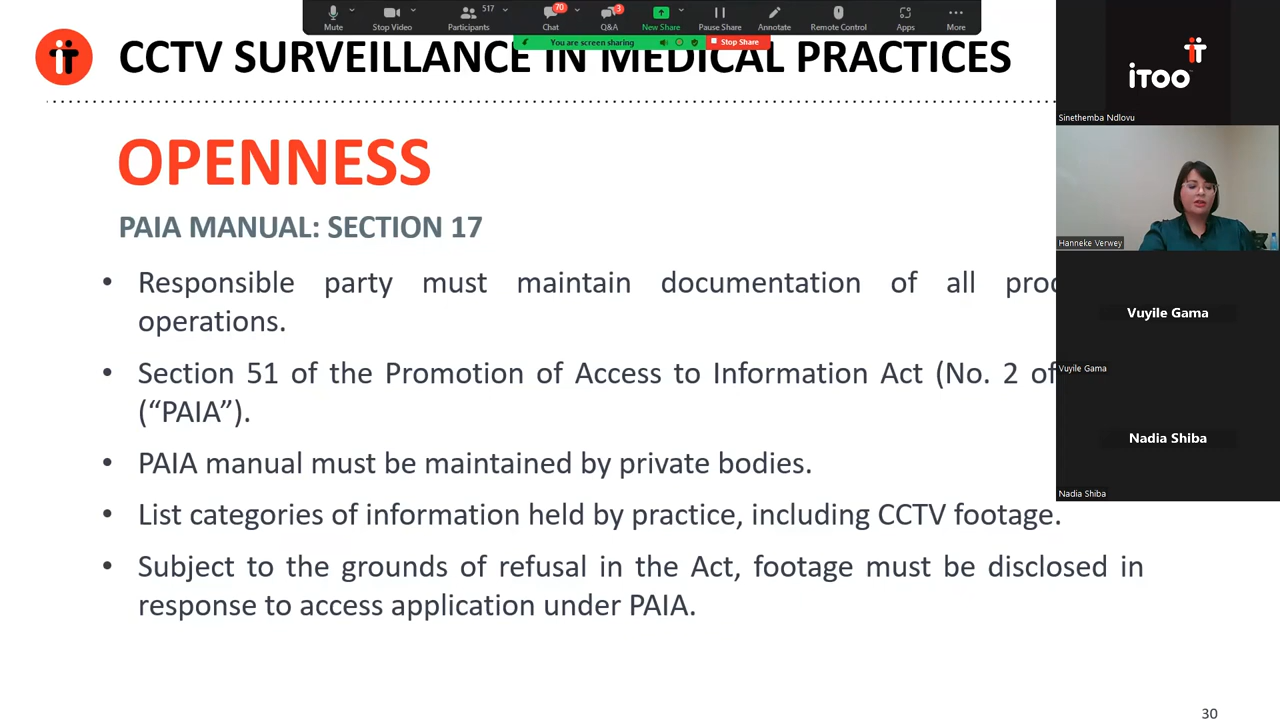 Mute
Stop Video
517
Participants
70
Chat
3
Q&A
New Share
Pause Share
Annotate
Remote Control
Apps
More
You are screen sharing
Stop Share
CCTV SURVEILLANCE IN MEDICAL PRACTICES
OPENNESS
PAIA MANUAL: SECTION 17
• Responsible party must maintain documentation of all
operations.
• Section 51 of the Promotion of Access to Information Act (No. 2 of
(“PAIA”).
• PAIA manual must be maintained by private bodies.
• List categories of information held by practice, including CCTV footage.
• Subject to the grounds of refusal in the Act, footage must be disclosed in
response to access application under PAIA.
30
iTOO
Sinethemba Ndlovu
Hanneke Verwey
Vuyile Gama
Vuyile Gama
Nadia Shiba
Nadia Shiba